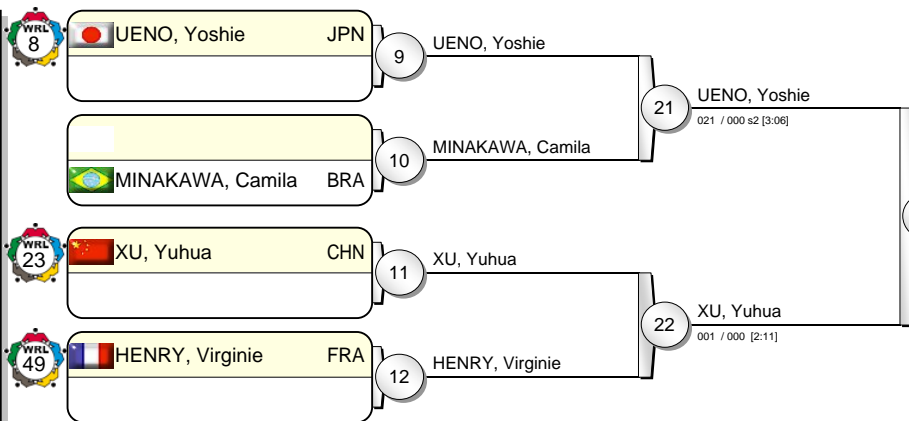 WRL
8
UENO, Yoshie JPN
9
UENO, Yoshie
21
UENO, Yoshie
021 / 000 s2 [3:06]
MINAKAWA, Camila BRA
10
MINAKAWA, Camila
WRL
23
XU, Yuhua CHN
11
XU, Yuhua
22
XU, Yuhua
001 / 000 [2:11]
WRL
49
HENRY, Virginie FRA
12
HENRY, Virginie